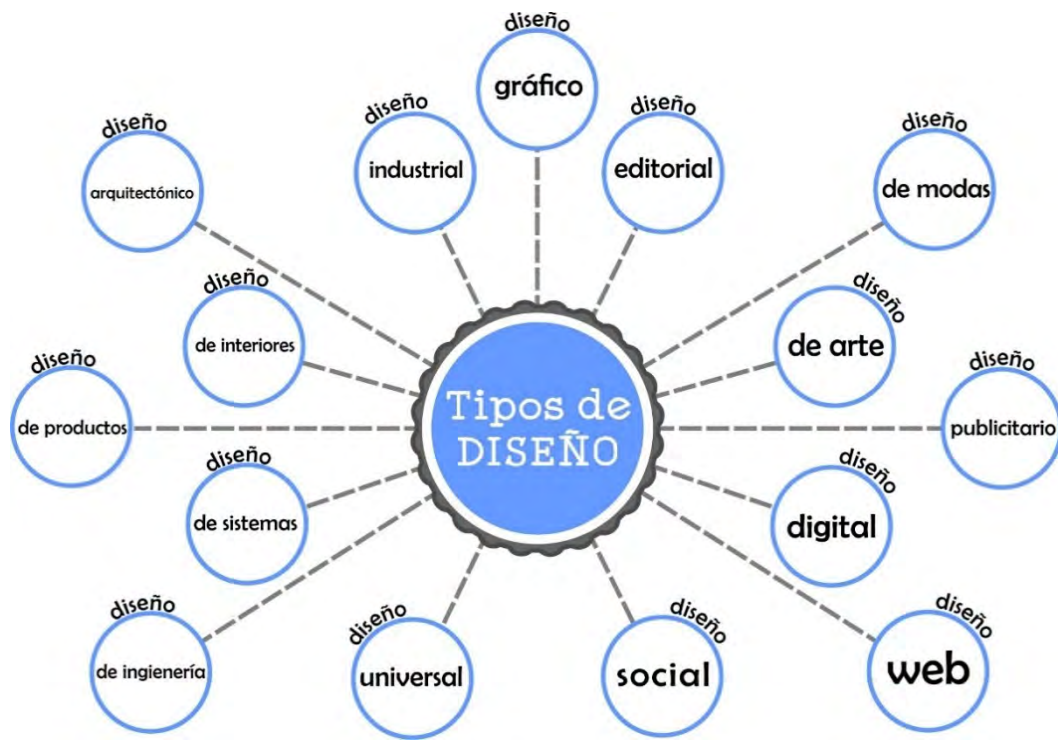 diseño
gráfico
diseño
industrial
diseño
editorial
diseño
arquitectónico
diseño
de modas
diseño
de interiores
diseño
de arte
diseño
de productos
Tipos de
DISEÑO
diseño
publicitario
diseño
de sistemas
diseño
digital
diseño
de ingienería
diseño
universal
diseño
social
diseño
web